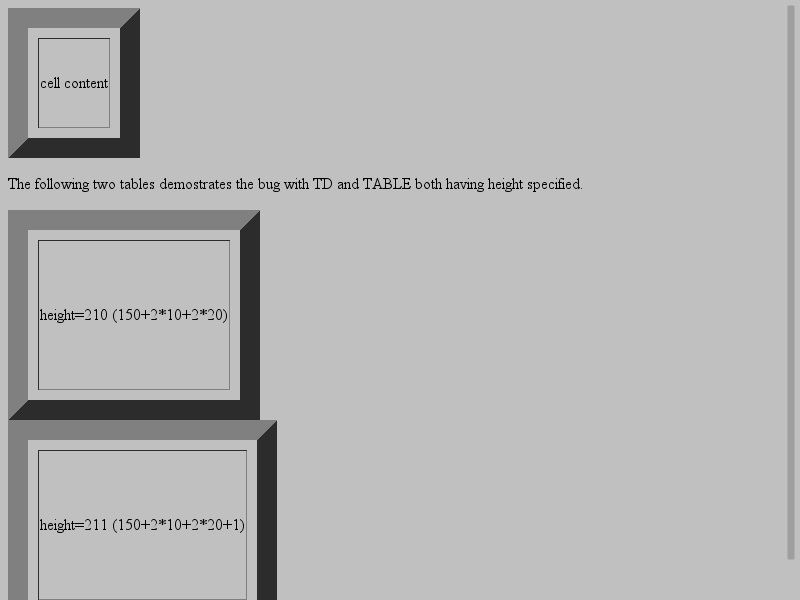 cell content
The following two tables demostrates the bug with TD and TABLE both having height specified.
height=210 (150+2*10+2*20)
height=211 (150+2*10+2*20+1)